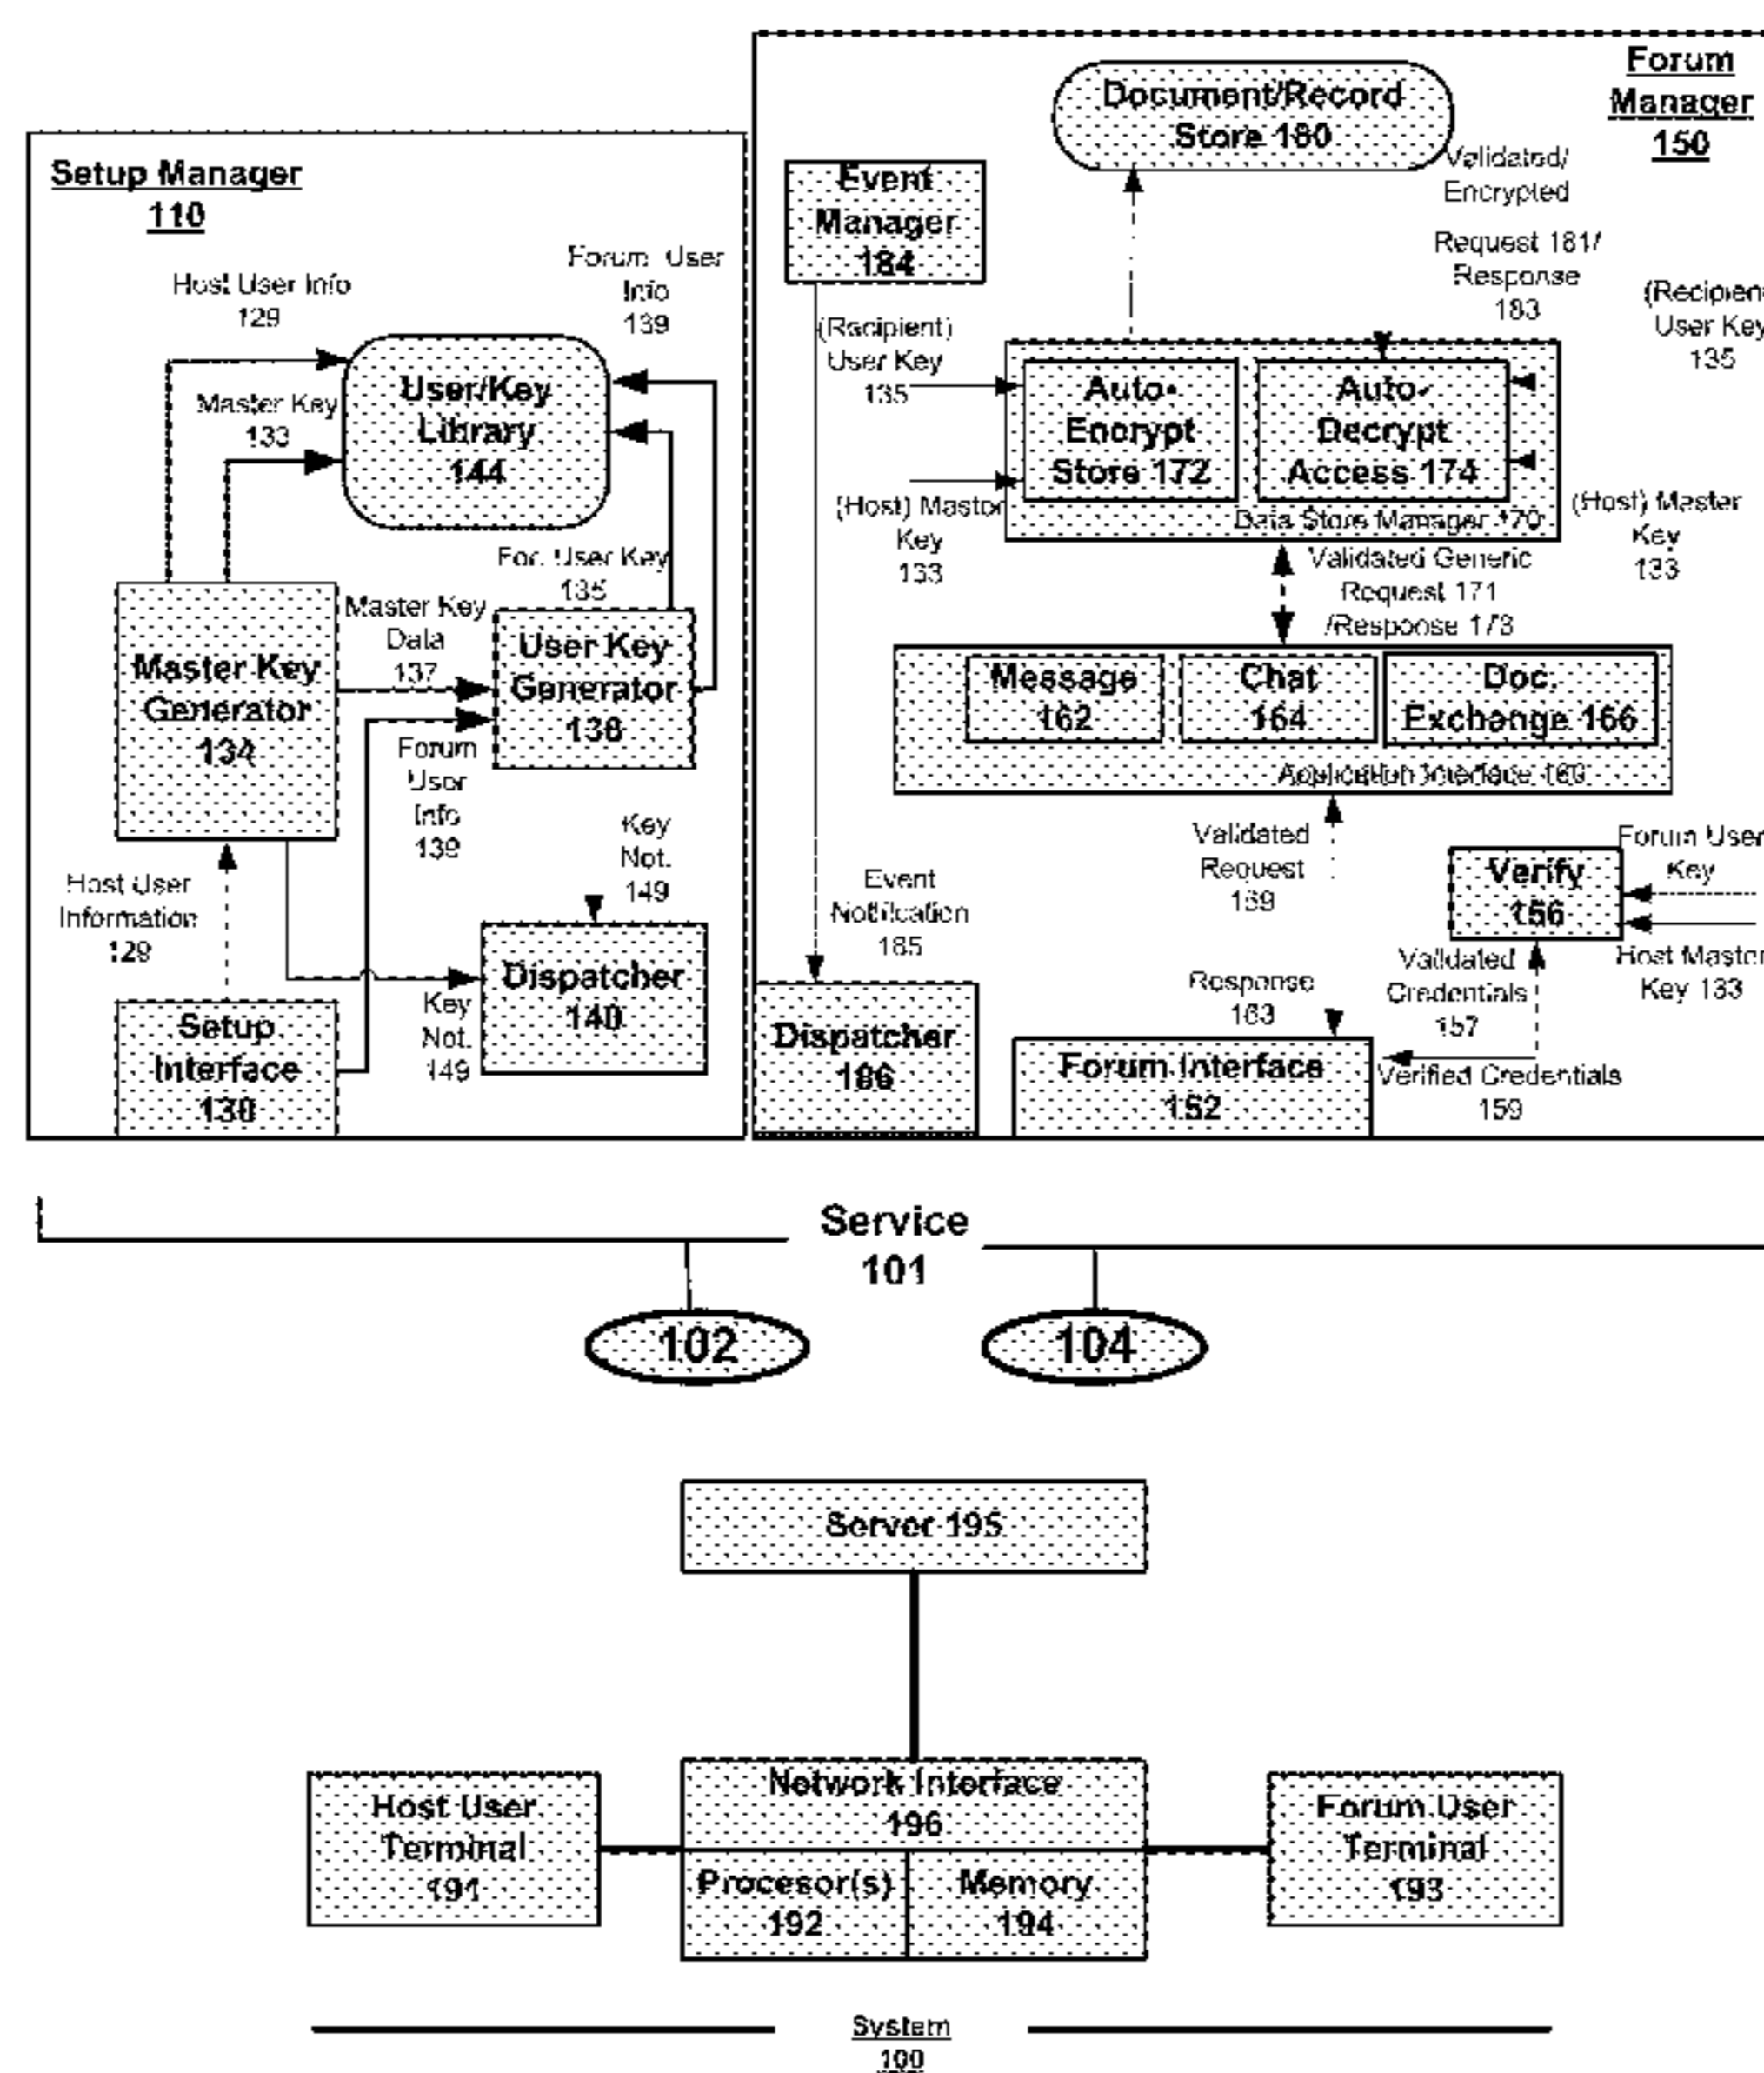 Setup Manager
110
Host User Info
129
Forum User
Info
139
Master Key
133
User/Key
Library
144
For. User Key
135
Master Key
Data
137
Master Key
Generator
134
User Key
Generator
138
Forum
User
Info
139
Key
Not.
149
Host User
Information
129
Dispatcher
140
Key
Not.
149
Setup
Interface
130
Forum
Manager
150
Document/Record
Store 180
Event
Manager
184
Validated/
Encrypted
Request 181/
Response
183
(Recipient)
User Key
135
(Recipient
User Key
135
Auto-
Encrypt
Store 172
Auto-
Decrypt
Access 174
Data Store Manager 170
(Host) Master
Key
133
(Host) Master
Key
133
Validated Generic
Request 171
/Response 173
Message
162
Chat
164
Doc.
Exchange 166
Application Interface 160
Validated
Request
169
Forum User
Key
Verify
156
Host Master
Key 133
Event
Notification
185
Validated
Credentials
157
Response
163
Dispatcher
186
Forum Interface
152
Verified Credentials
159
Service
101
102
104
Server 195
Network Interface
196
Host User
Terminal
191
Procesor(s)
192
Memory
194
Forum User
Terminal
193
System
100